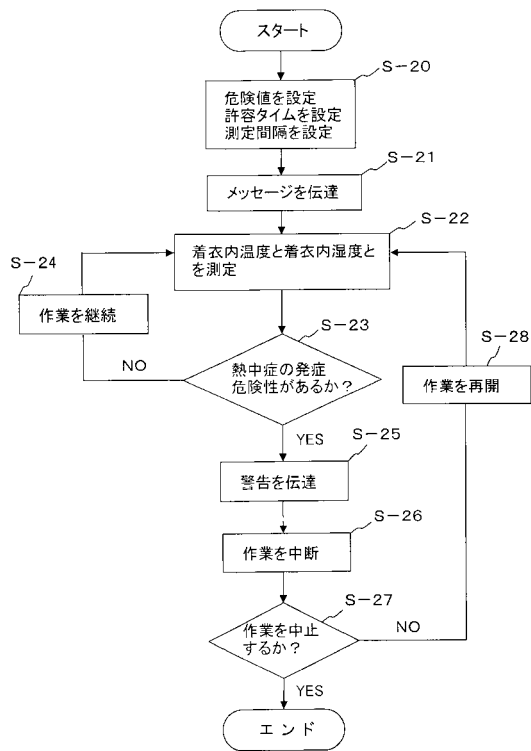 スタート
S-20
危険値を設定
許容タイムを設定
測定間隔を設定
S-21
メッセージを伝達
S-22
着衣内温度と着衣内湿度と
を測定
S-24
作業を継続
S-23
熱中症の発症
危険性があるか?
NO
YES
S-28
作業を再開
S-25
警告を伝達
S-26
作業を中断
S-27
作業を中止
するか?
NO
YES
エンド